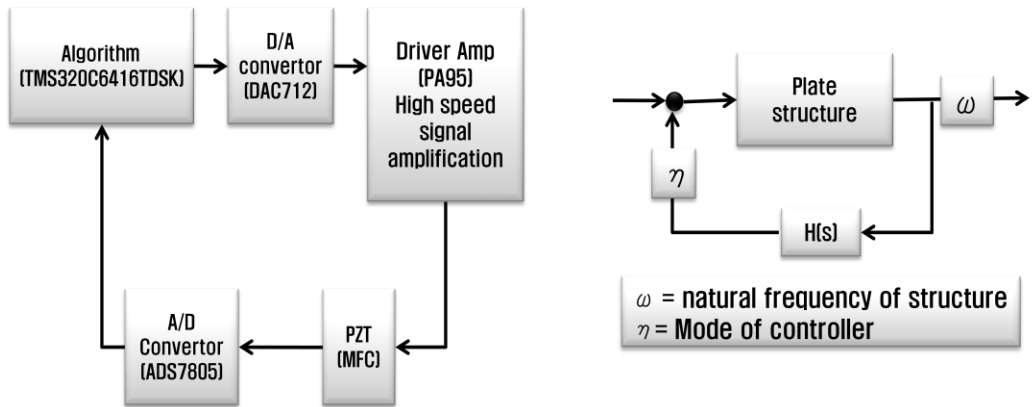 Algorithm
(TMS320C6416TDSK)
D/A
convertor
(DAC712)
Driver Amp
(PA95)
High speed
signal
amplification
A/D
Convertor
(ADS7805)
PZT
(MFC)
Plate
structure
ω
η
H(s)
ω = natural frequency of structure
η = Mode of controller